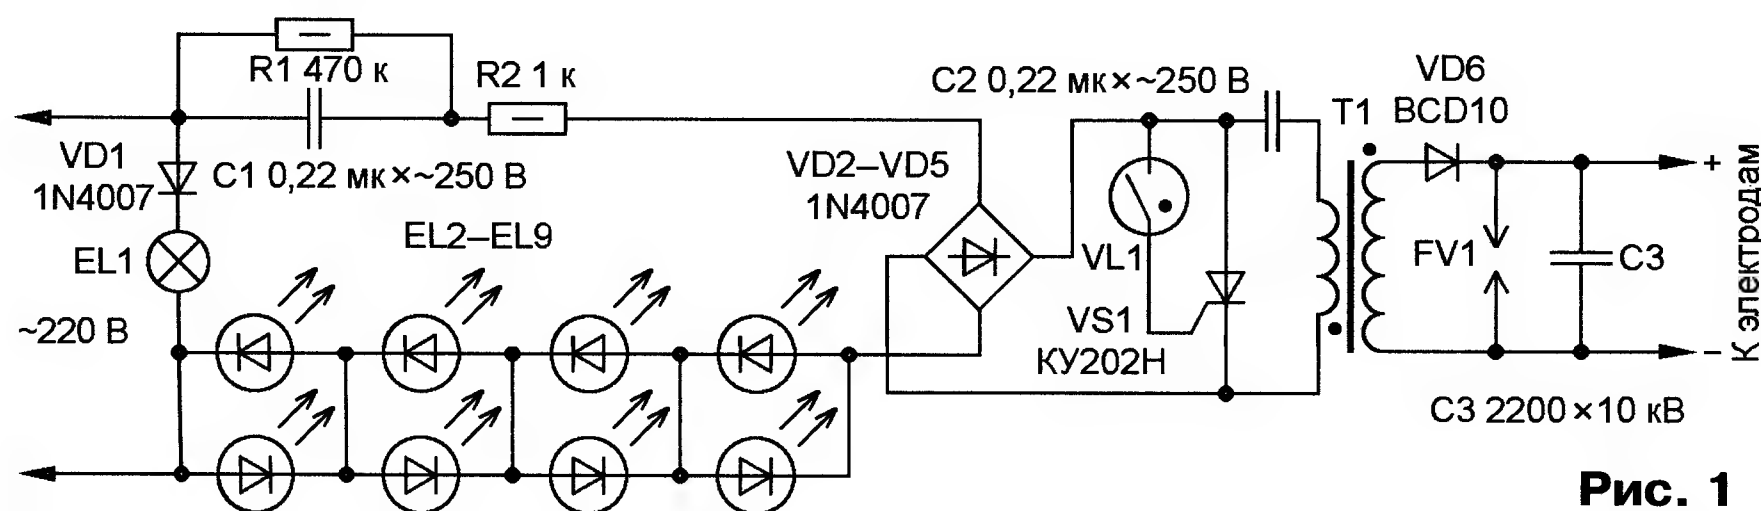 R1 470 к
R2 1 к
C2 0,22 мк×~250 В
VD6
BCD10
T1
VD1
1N4007
C1 0,22 мк×~250 В
VD2–VD5
1N4007
+
EL1
EL2–EL9
VL1
FV1
C3
К электродам
~220 В
VS1
КУ202Н
–
C3 2200×10 кВ
Рис. 1